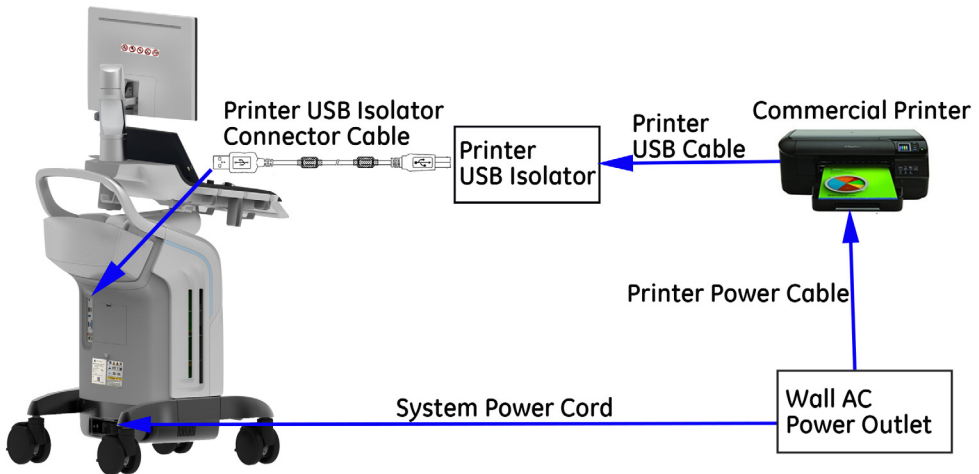 Printer USB Isolator
Connector Cable
Printer
USB Isolator
Printer
USB Cable
Commercial Printer
Printer Power Cable
System Power Cord
Wall AC
Power Outlet